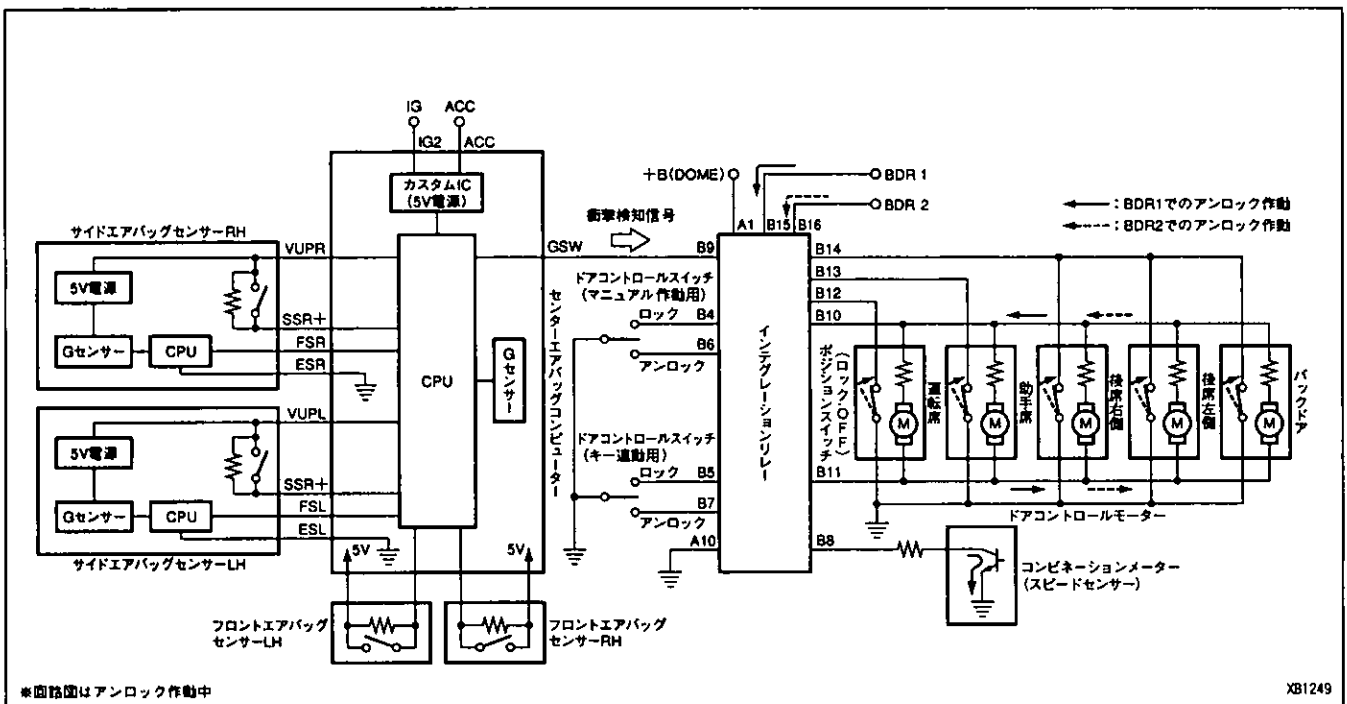 IG ACC
IG2 ACC
カスタムIC
(5V電源)
+B(DOME)
BDR 1
BDR 2
A1 B15 B16
:BDR1でのアンロック作動
:BDR2でのアンロック作動
衝撃検知信号
サイドエアバッグセンサーRH
VUPR
5V電源
SSR+
Gセンサー
CPU
FSR
ESR
VUPL
5V電源
SSR+
Gセンサー
CPU
FSL
ESL
サイドエアバッグセンサーLH
CPU
Gセンサー
センターエアバッグコンピューター
5V
5V
フロントエアバッグ
センサーLH
フロントエアバッグ
センサーRH
GSW
B9
ドアコントロールスイッチ
(マニュアル作動用)
ロック
B4
B6
アンロック
ドアコントロールスイッチ
(キー連動用)
ロック
B5
B7
アンロック
A10
インテグレーションリレー
B14
B13
B12
B10
ポジションスイッチ
(ロック:OFF)
運転席
助手席
後席右側
後席左側
バックドア
M
M
M
M
M
B11
ドアコントロールモーター
B8
コンビネーションメーター
(スピードセンサー)
※回路図はアンロック作動中
XB1249